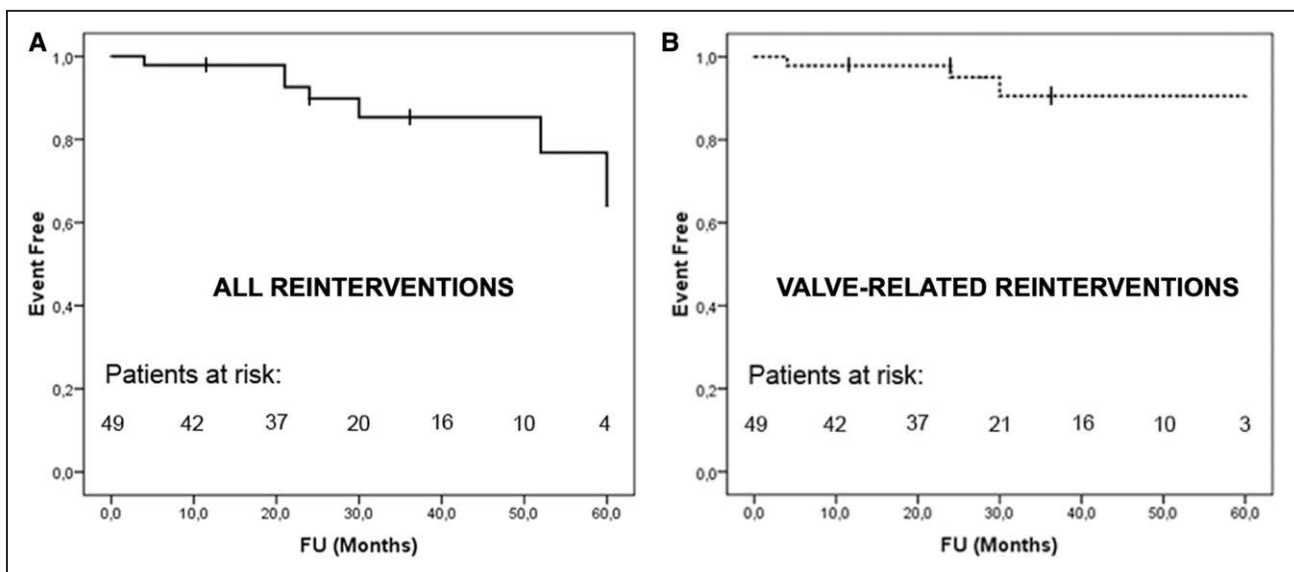 A
1,0
0,8
0,6
0,4
0,2
0,0
Event Free
ALL REINTERVENTIONS
Patients at risk:
49 42 37 20 16 10 4
0,0 10,0 20,0 30,0 40,0 50,0 60,0
FU (Months)
B
1,0
0,8
0,6
0,4
0,2
0,0
Event Free
VALVE-RELATED REINTERVENTIONS
Patients at risk:
49 42 37 21 16 10 3
0,0 10,0 20,0 30,0 40,0 50,0 60,0
FU (Months)